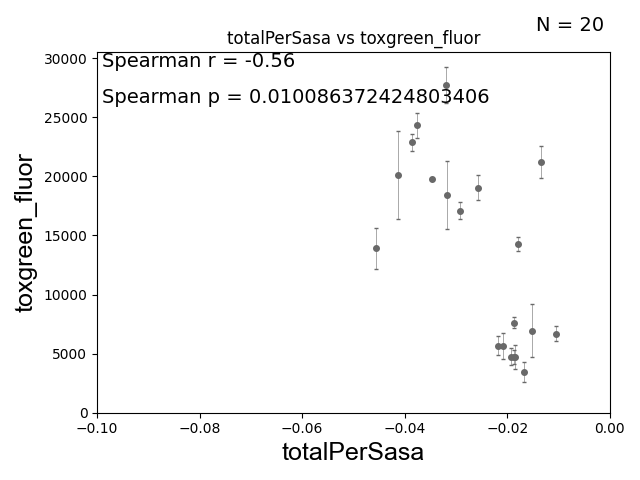 N = 20
totalPerSasa vs toxgreen_fluor
Spearman r = -0.56
Spearman p = 0.010086372424803406
30000
25000
20000
15000
10000
5000
0
toxgreen_fluor
−0.10 −0.08 −0.06 −0.04 −0.02 0.00
totalPerSasa